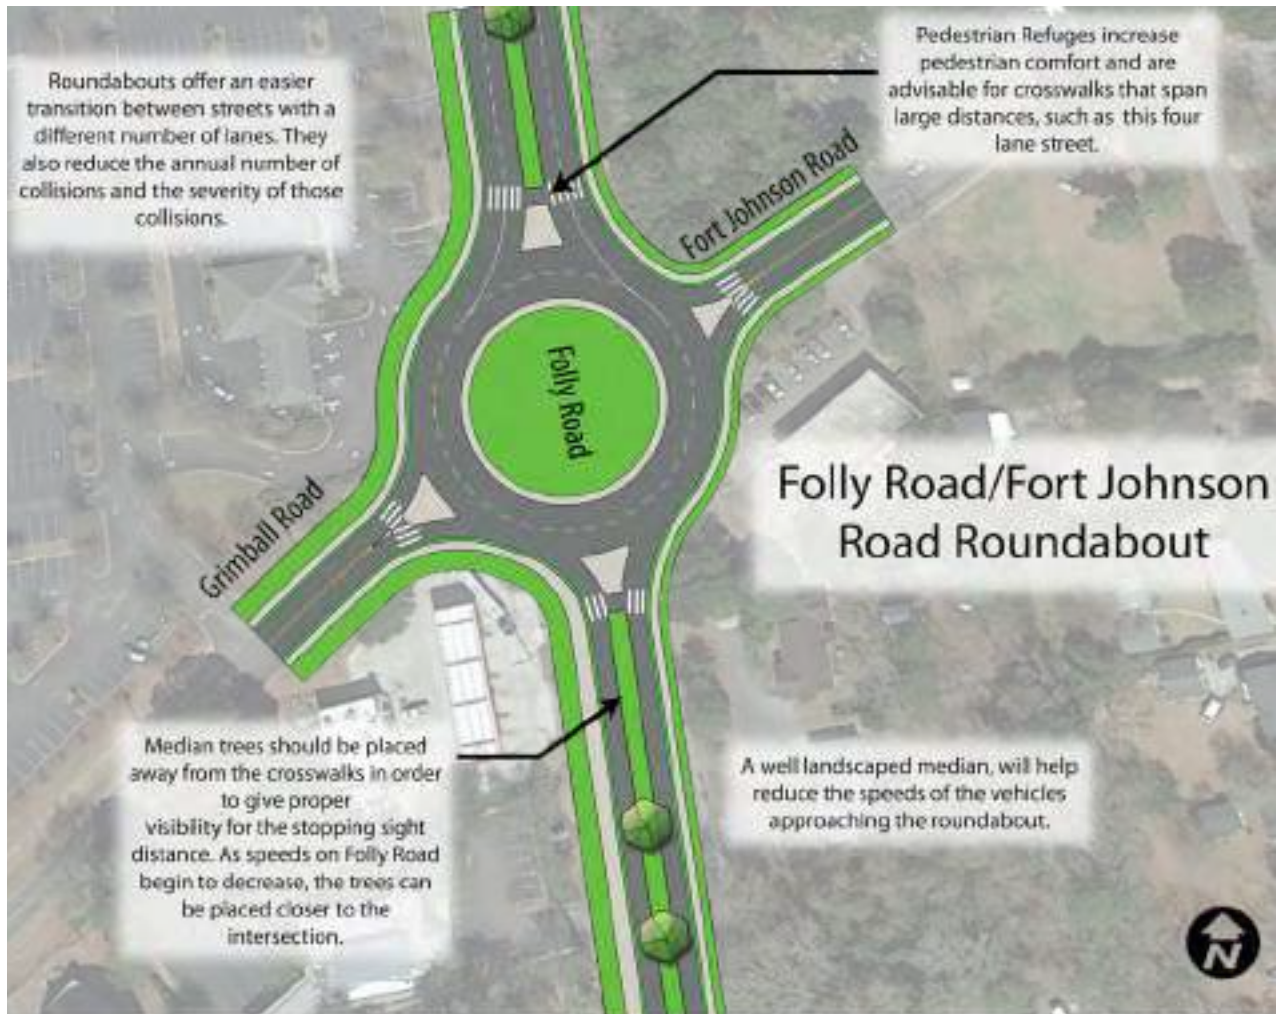 Roundabouts offer an easier
transition between streets with a
different number of lanes. They
also reduce the annual number of
collisions and the severity of those
collisions.
Pedestrian Refuges increase
pedestrian comfort and are
advisable for crosswalks that span
large distances, such as this four
lane street.
Fort Johnson Road
Folly Road
Grimball Road
Folly Road/Fort Johnson
Road Roundabout
Median trees should be placed
away from the crosswalks in order
to give proper
visibility for the stopping sight
distance. As speeds on Folly Road
begin to decrease, the trees can
be placed closer to the
intersection.
A well landscaped median, will help
reduce the speeds of the vehicles
approaching the roundabout.
N